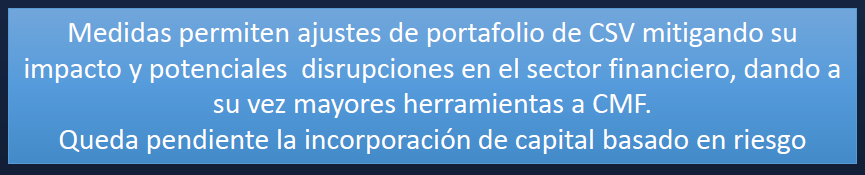 Medidas permiten ajustes de portafolio de CSV mitigando su
impacto y potenciales  disrupciones en el sector financiero, dando a
su vez mayores herramientas a CMF.
Queda pendiente la incorporación de capital basado en riesgo